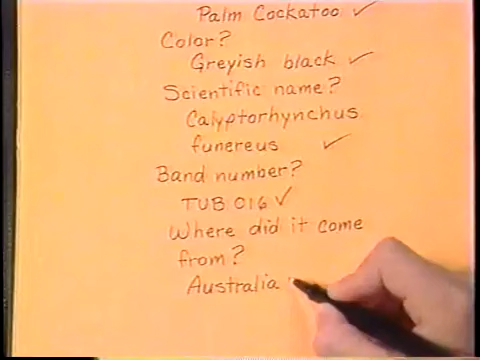 Palm Cockatoo ✓
Color?
Greyish black ✓
Scientific name?
Calyptorhynchus
funereus ✓
Band number?
TUB 016 ✓
Where did it come
from?
Australia